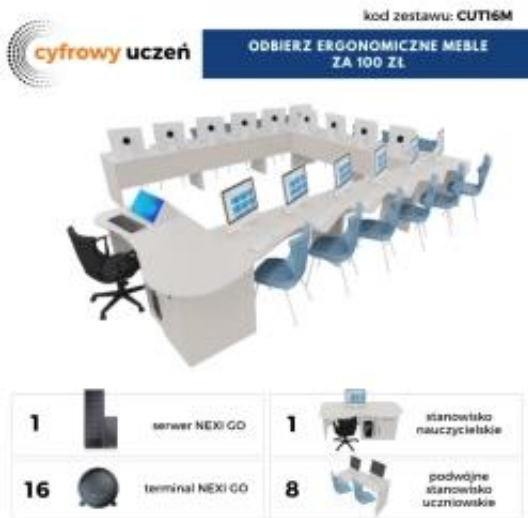 kod zestawu: CUT16M
cyfrowy uczeń
ODBIERZ ERGONOMICZNE MEBLE
ZA 100 ZŁ
1
serwer NEXI GO
1
stanowisko
nauczycielskie
16
terminal NEXI GO
8
podwójne
stanowisko
uczniowskie